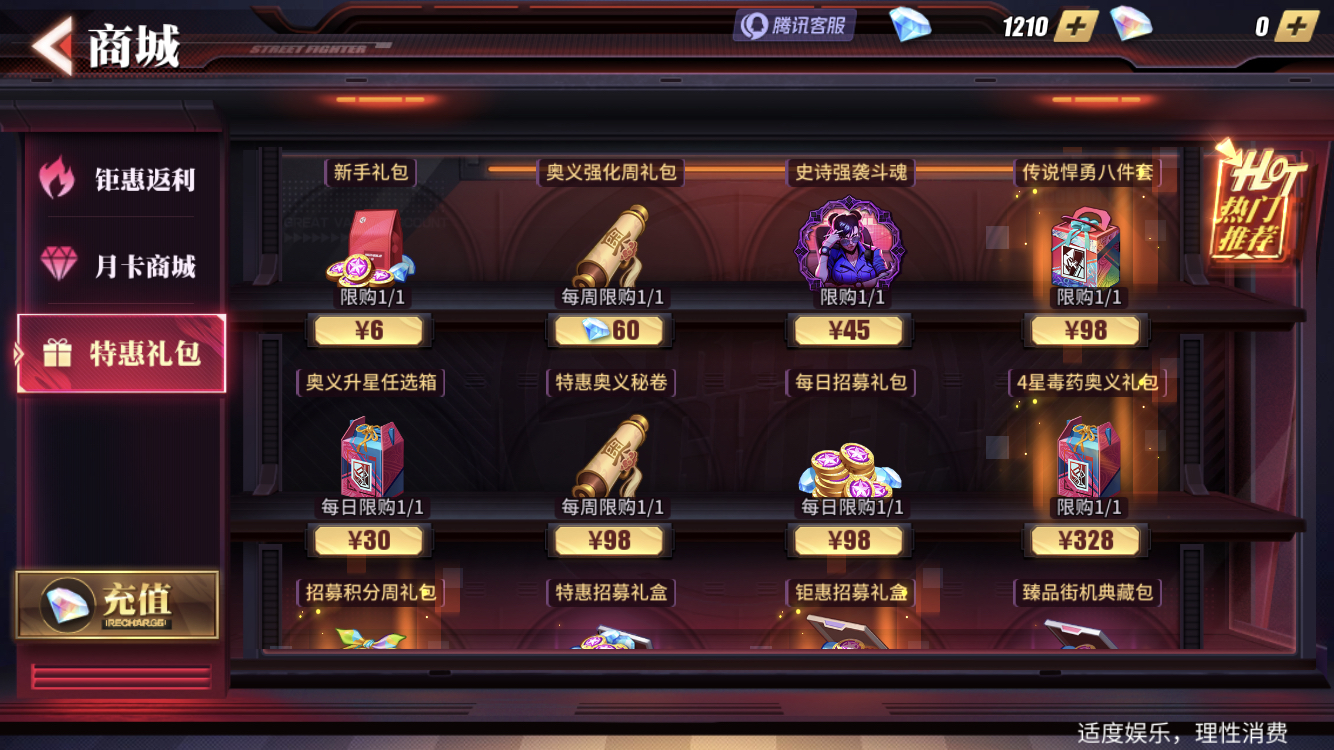 商城
STREET FIGHTER
腾讯客服
1210
0
钜惠返利
月卡商城
特惠礼包
充值
RECHARGE
HOT
热门
推荐
新手礼包
奥义强化周礼包
史诗强袭斗魂
传说悍勇八件套
限购1/1
每周限购1/1
限购1/1
限购1/1
¥6
60
¥45
¥98
奥义升星任选箱
特惠奥义秘卷
每日招募礼包
4星毒药奥义礼包
每日限购1/1
每周限购1/1
每日限购1/1
限购1/1
¥30
¥98
¥98
¥328
招募积分周礼包
特惠招募礼盒
钜惠招募礼盒
臻品街机典藏包
适度娱乐，理性消费